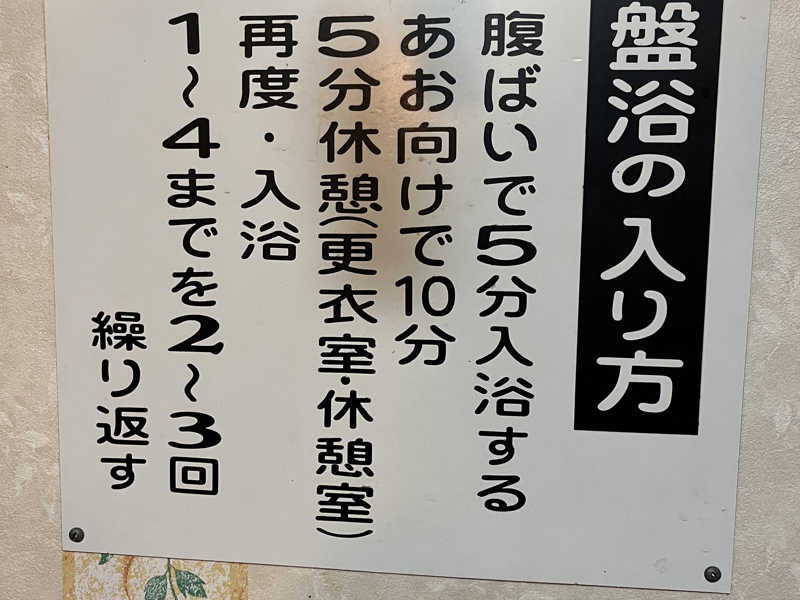 盤浴の入り方
腹ばいで5分入浴する
あお向けで10分
5分休憩(更衣室・休憩室)
再度・入浴
1～4までを2～3回
繰り返す